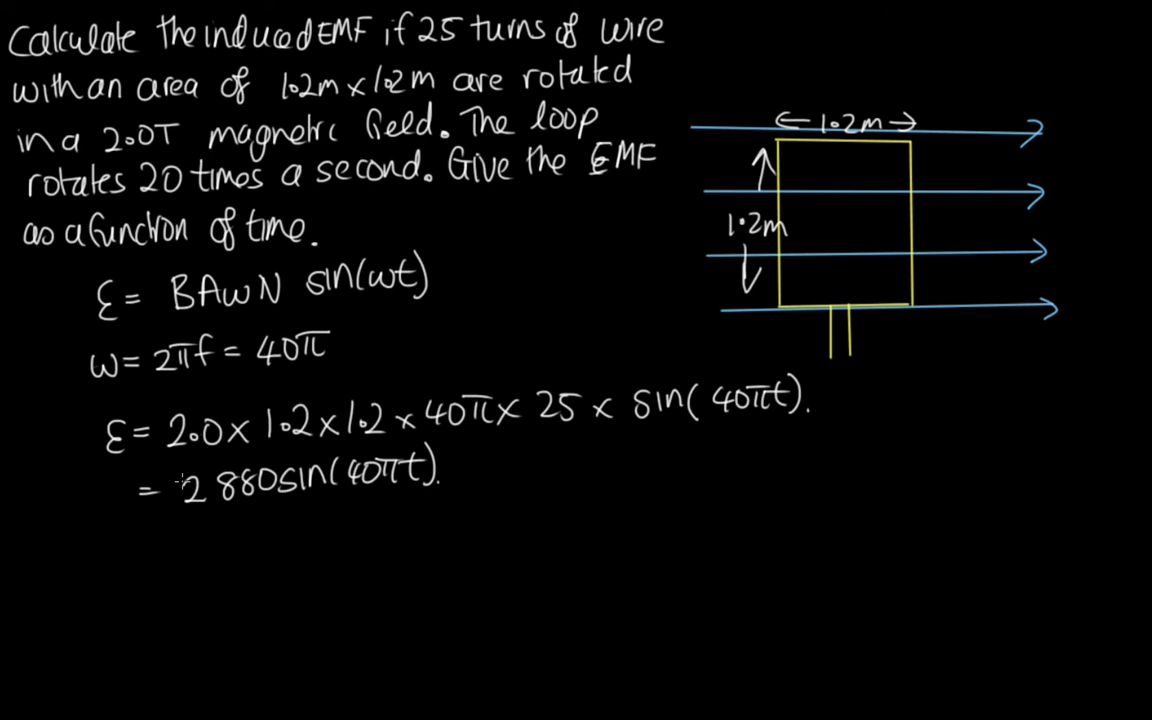 Calculate the induced EMF if 25 turns of wire
with an area of 1.2m x 1.2m are rotated
in a 2.0T magnetic field. The loop
rotates 20 times a second. Give the EMF
as a function of time.
← 1.2m →
1.2m
ε = BAωN sin(ωt)
ω = 2πf = 40π
ε = 2.0 x 1.2 x 1.2 x 40π x 25 x sin(40πt).
= 2880sin(40πt).